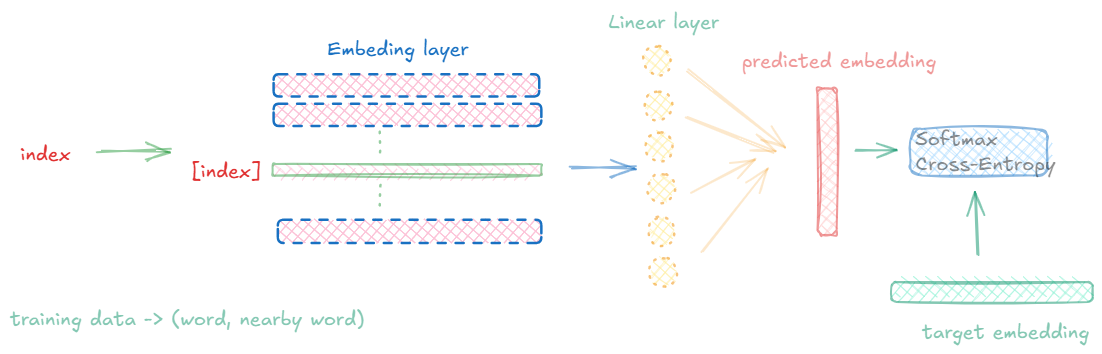 Linear layer
Embeding layer
predicted embedding
Softmax
Cross-Entropy
index
[index]
training data -> (word, nearby word)
target embedding